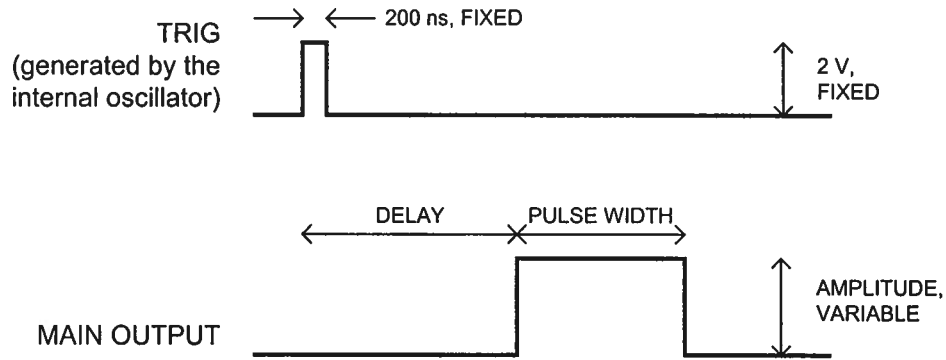 TRIG
(generated by the
internal oscillator)
200 ns, FIXED
2 V,
FIXED
DELAY
PULSE WIDTH
MAIN OUTPUT
AMPLITUDE,
VARIABLE